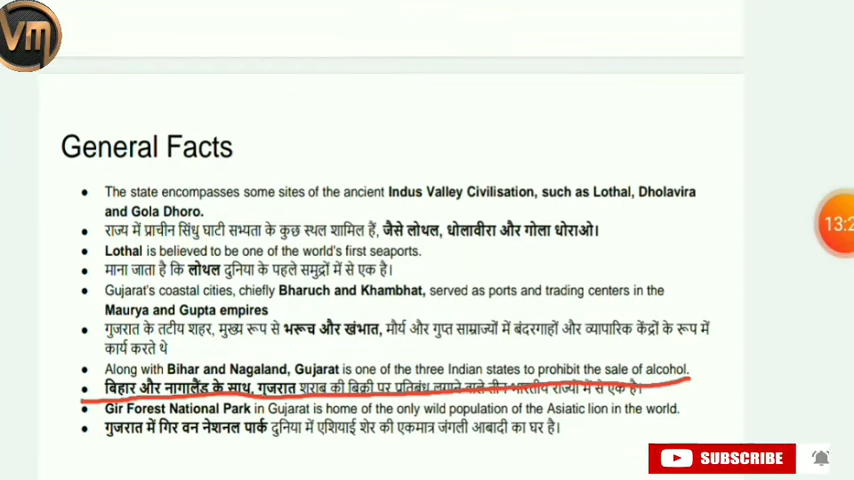 VM
General Facts
The state encompasses some sites of the ancient Indus Valley Civilisation, such as Lothal, Dholavira
and Gola Dhoro.
राज्य में प्राचीन सिंधु घाटी सभ्यता के कुछ स्थल शामिल हैं, जैसे लोथल, धोलावीरा और गोला धोराओ।
Lothal is believed to be one of the world's first seaports.
माना जाता है कि लोथल दुनिया के पहले समुद्रों में से एक है।
Gujarat's coastal cities, chiefly Bharuch and Khambhat, served as ports and trading centers in the
Maurya and Gupta empires
गुजरात के तटीय शहर, मुख्य रूप से भरूच और खंभात, मौर्य और गुप्त साम्राज्यों में बंदरगाहों और व्यापारिक केंद्रों के रूप में
कार्य करते थे
Along with Bihar and Nagaland, Gujarat is one of the three Indian states to prohibit the sale of alcohol.
बिहार और नागालैंड के साथ, गुजरात शराब की बिक्री पर प्रतिबंध लगाने वाले तीन भारतीय राज्यों में से एक है।
Gir Forest National Park in Gujarat is home of the only wild population of the Asiatic lion in the world.
गुजरात में गिर वन नेशनल पार्क दुनिया में एशियाई शेर की एकमात्र जंगली आबादी का घर है।
13:2
SUBSCRIBE